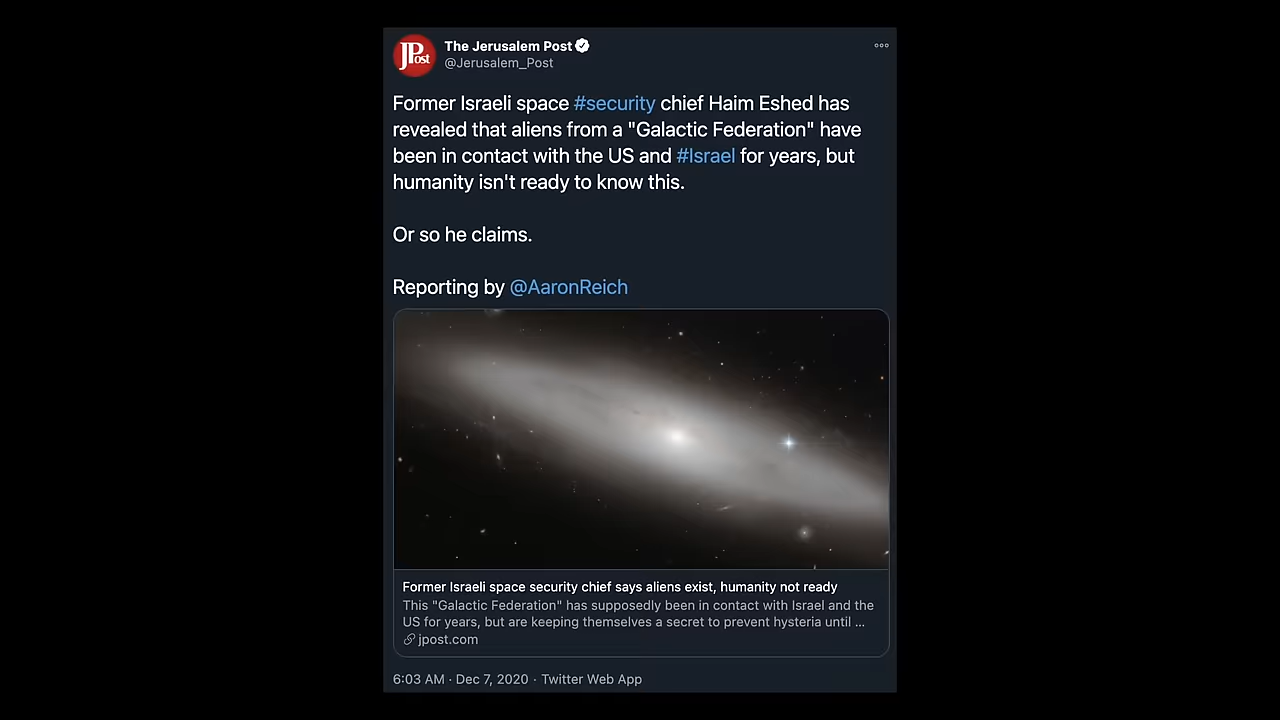 JPost
The Jerusalem Post
@Jerusalem_Post
Former Israeli space #security chief Haim Eshed has
revealed that aliens from a "Galactic Federation" have
been in contact with the US and #Israel for years, but
humanity isn't ready to know this.
Or so he claims.
Reporting by @AaronReich
Former Israeli space security chief says aliens exist, humanity not ready
This "Galactic Federation" has supposedly been in contact with Israel and the
US for years, but are keeping themselves a secret to prevent hysteria until ...
jpost.com
6:03 AM · Dec 7, 2020 · Twitter Web App